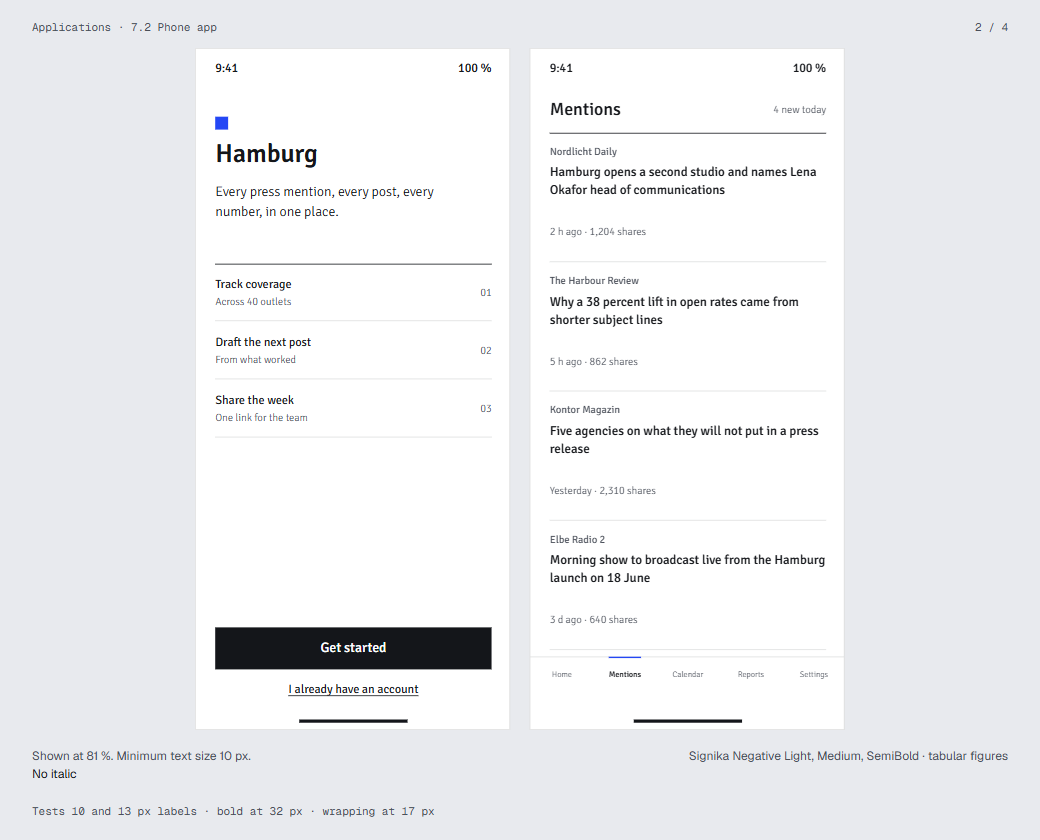 Applications · 7.2 Phone app
2 / 4
9:41
100 %
Hamburg
Every press mention, every post, every
number, in one place.
Track coverage
Across 40 outlets
01
Draft the next post
From what worked
02
Share the week
One link for the team
03
Get started
I already have an account
9:41
100 %
Mentions
4 new today
Nordlicht Daily
Hamburg opens a second studio and names Lena
Okafor head of communications
2 h ago · 1,204 shares
The Harbour Review
Why a 38 percent lift in open rates came from
shorter subject lines
5 h ago · 862 shares
Kontor Magazin
Five agencies on what they will not put in a press
release
Yesterday · 2,310 shares
Elbe Radio 2
Morning show to broadcast live from the Hamburg
launch on 18 June
3 d ago · 640 shares
Home
Mentions
Calendar
Reports
Settings
Shown at 81 %. Minimum text size 10 px.
No italic
Signika Negative Light, Medium, SemiBold · tabular figures
Tests 10 and 13 px labels · bold at 32 px · wrapping at 17 px